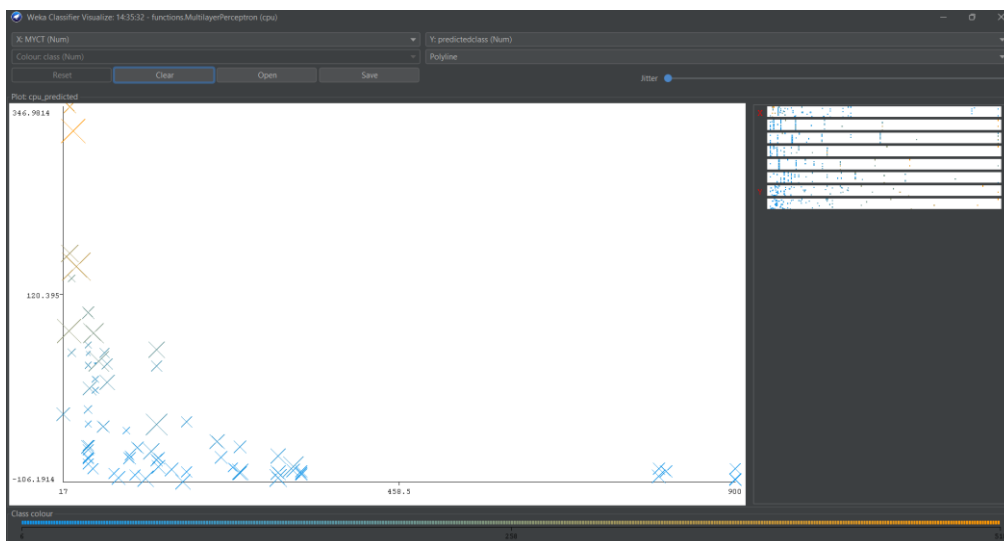 Weka Classifier Visualize: 14:35:32 - functions.MultilayerPerceptron (cpu)
X: MYCT (Num)
Y: predictedclass (Num)
Colour: class (Num)
Polyline
Reset
Clear
Open
Save
Jitter
Plot: cpu_predicted
346.9814
120.395
-106.1914
17
458.5
900
Class colour
6